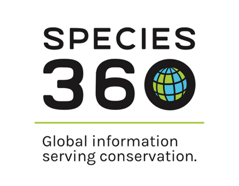 SPECIES
360
Global information
serving conservation.